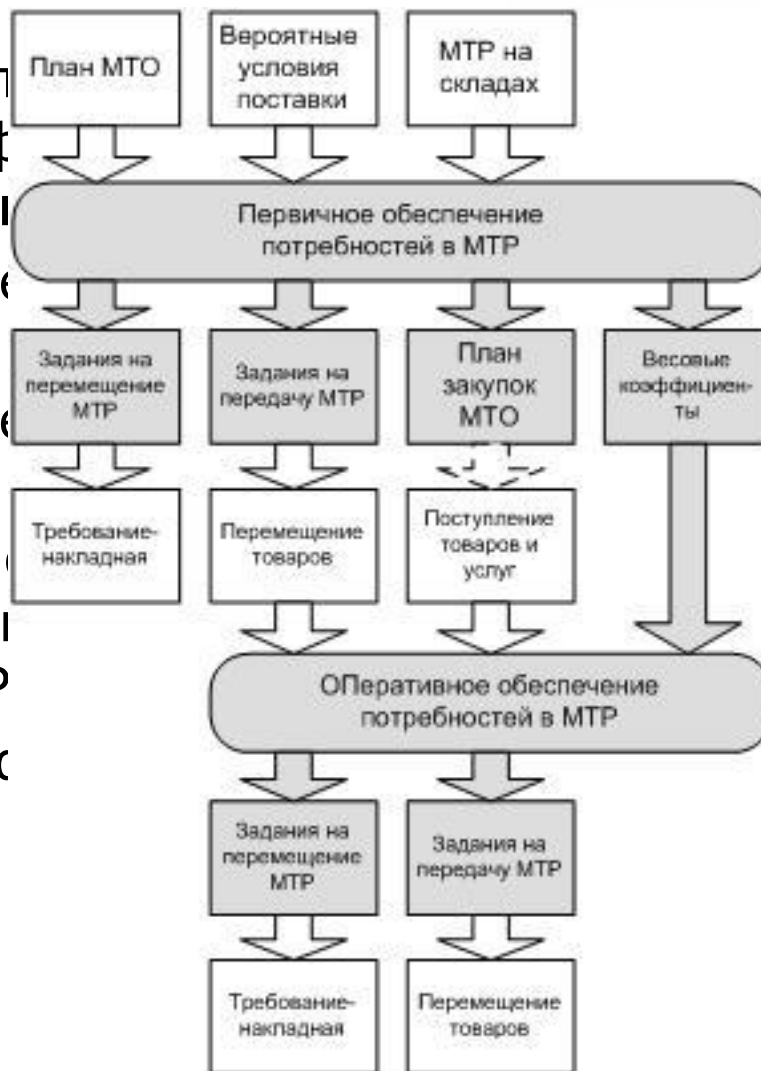 План МТО
Вероятные
условия
поставки
МТР на
складах
Первичное обеспечение
потребностей в МТР
Задания на
перемещение
МТР
Задания на
передачу МТР
План
закупок
МТО
Весовые
коэффициен-
ты
Требование-
накладная
Перемещение
товаров
Поступление
товаров и
услуг
ОПеративное обеспечение
потребностей в МТР
Задания на
перемещение
МТР
Задания на
передачу МТР
Требование-
накладная
Перемещение
товаров